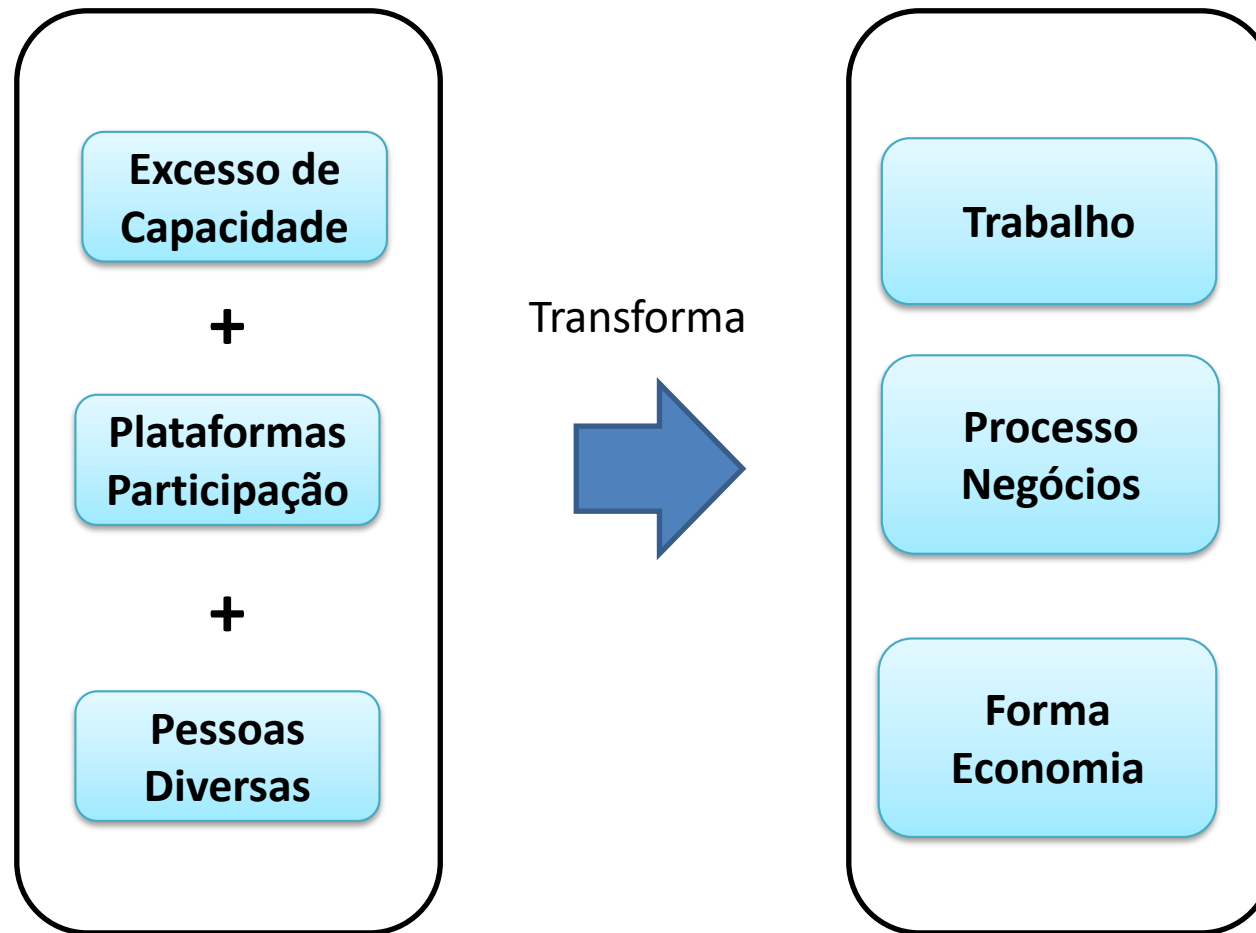 Excesso de
Capacidade
+
Plataformas
Participação
+
Pessoas
Diversas
Transforma
Trabalho
Processo
Negócios
Forma
Economia